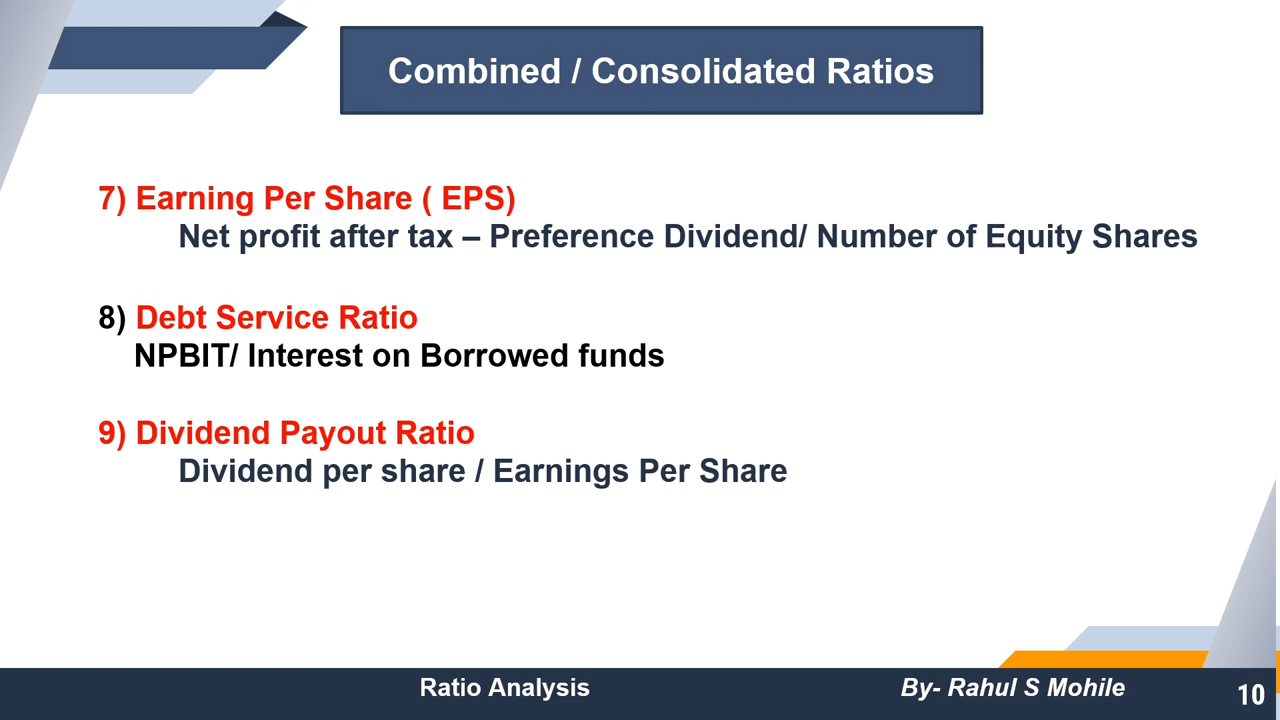 Combined / Consolidated Ratios
7) Earning Per Share ( EPS)
Net profit after tax – Preference Dividend/ Number of Equity Shares
8) Debt Service Ratio
NPBIT/ Interest on Borrowed funds
9) Dividend Payout Ratio
Dividend per share / Earnings Per Share
Ratio Analysis
By- Rahul S Mohile
10